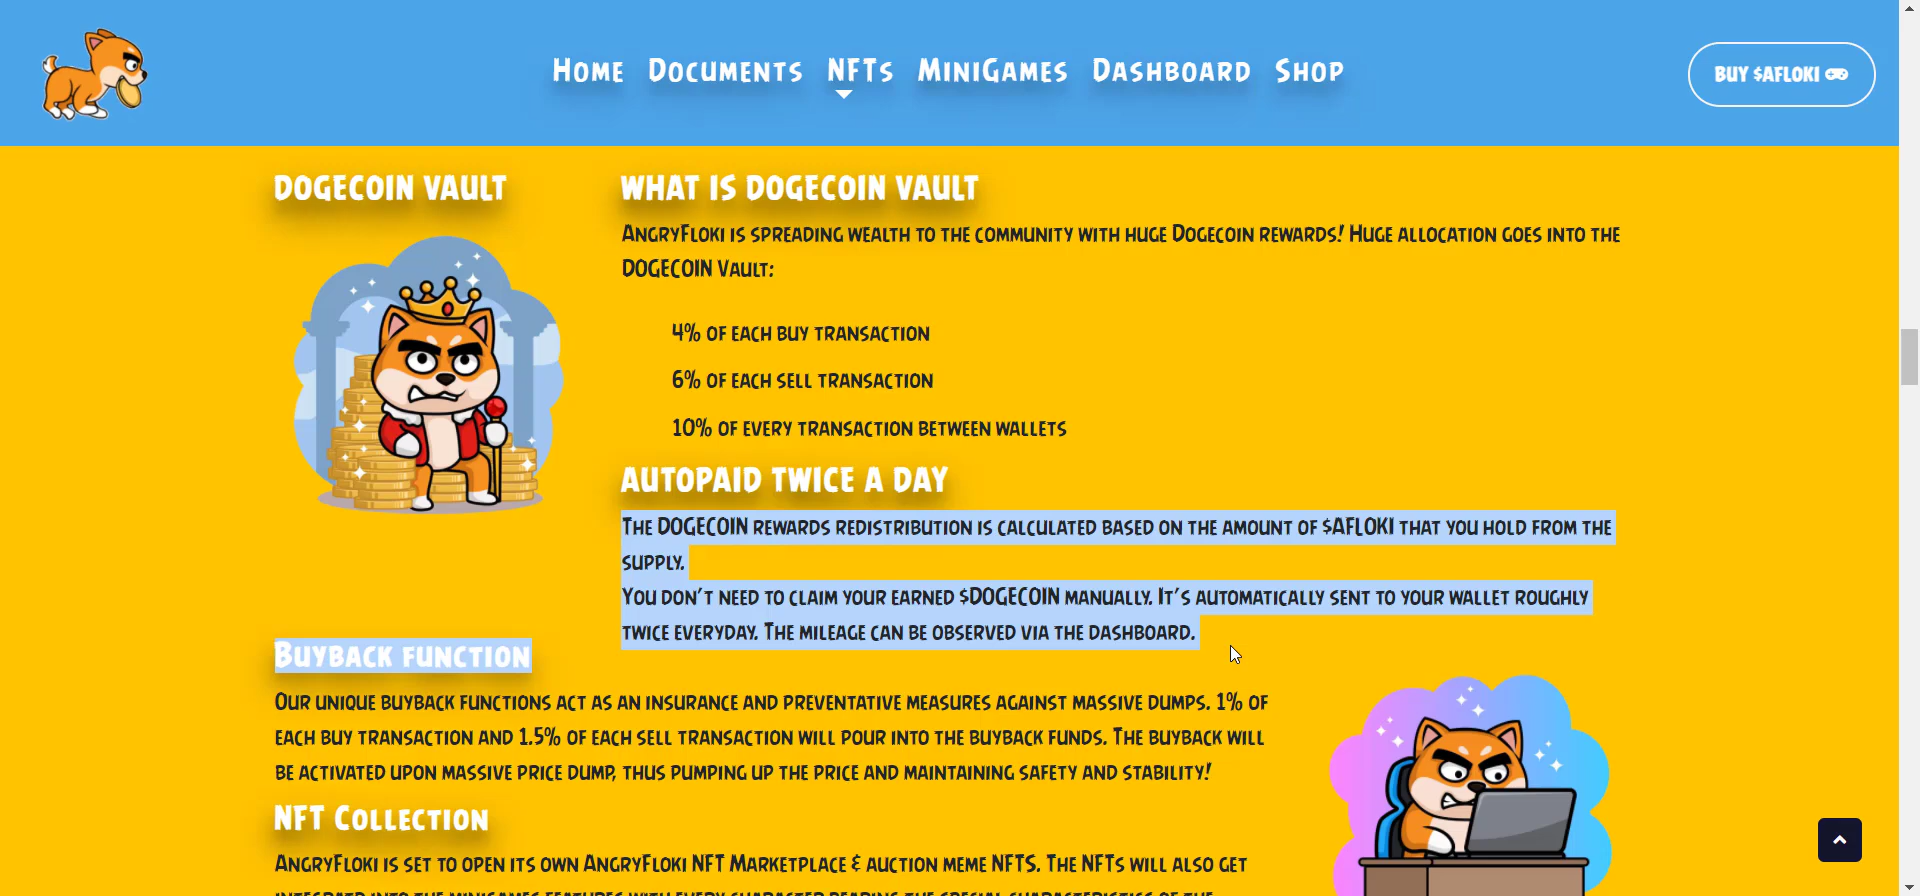 Home Documents NFTs MiniGames Dashboard Shop
BUY $AFLOKI
DOGECOIN VAULT
WHAT IS DOGECOIN VAULT
AngryFloki is spreading wealth to the community with huge Dogecoin rewards! Huge allocation goes into the
DOGECOIN Vault:
4% of each buy transaction
6% of each sell transaction
10% of every transaction between wallets
AUTOPAID TWICE A DAY
The DOGECOIN rewards redistribution is calculated based on the amount of $AFLOKI that you hold from the
supply.
You don't need to claim your earned $DOGECOIN manually. It's automatically sent to your wallet roughly
twice everyday. The mileage can be observed via the dashboard.
Buyback function
Our unique buyback functions act as an insurance and preventative measures against massive dumps. 1% of
each buy transaction and 1.5% of each sell transaction will pour into the buyback funds. The buyback will
be activated upon massive price dump, thus pumping up the price and maintaining safety and stability!
NFT Collection
AngryFloki is set to open its own AngryFloki NFT Marketplace & auction meme NFTS. The NFTs will also get